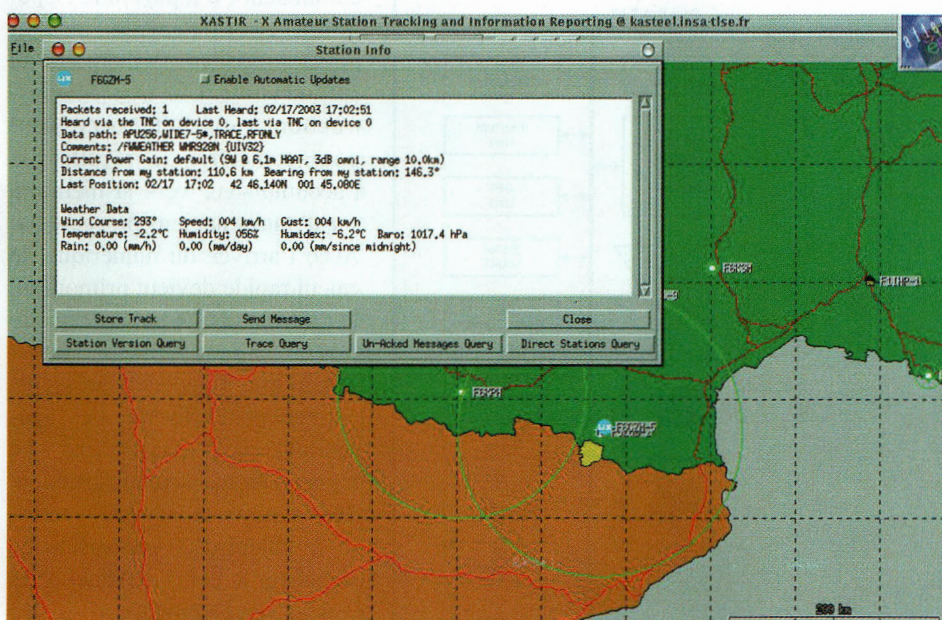 XASTIR - X Amateur Station Tracking and Information Reporting @ kasteel.insa-tlse.fr
File
Station Info
WX F6GZM-5 Enable Automatic Updates
Packets received: 1 Last Heard: 02/17/2003 17:02:51
Heard via the TNC on device 0, last via TNC on device 0
Data path: APU256,WIDE7-5*,TRACE,RFONLY
Comments: /FWWEATHER WMR928N {UIV32}
Current Power Gain: default (9W @ 6,1m HAAT, 3dB omni, range 10.0km)
Distance from my station: 110.6 km Bearing from my station: 146.3°
Last Position: 02/17 17:02 42 46.140N 001 45.080E
Weather Data
Wind Course: 293° Speed: 004 km/h Gust: 004 km/h
Temperature: -2.2°C Humidity: 056% Humidex: -6.2°C Baro: 1017.4 hPa
Rain: 0.00 (mm/h) 0.00 (mm/day) 0.00 (mm/since midnight)
Store Track Send Message Close
Station Version Query Trace Query Un-Acked Messages Query Direct Stations Query
F1IHP-1
WX F6GZM-5